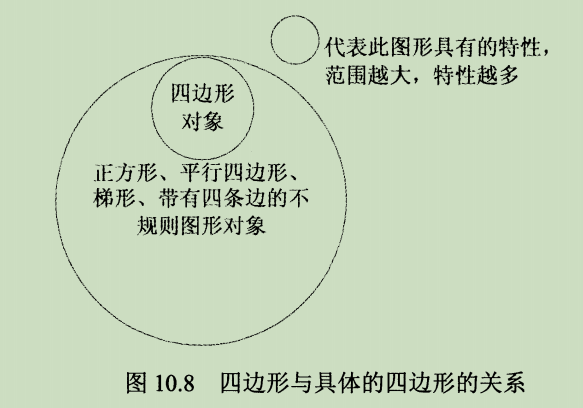 代表此图形具有的特性，
范围越大，特性越多
四边形
对象
正方形、平行四边形、
梯形、带有四条边的不
规则图形对象
图 10.8　四边形与具体的四边形的关系